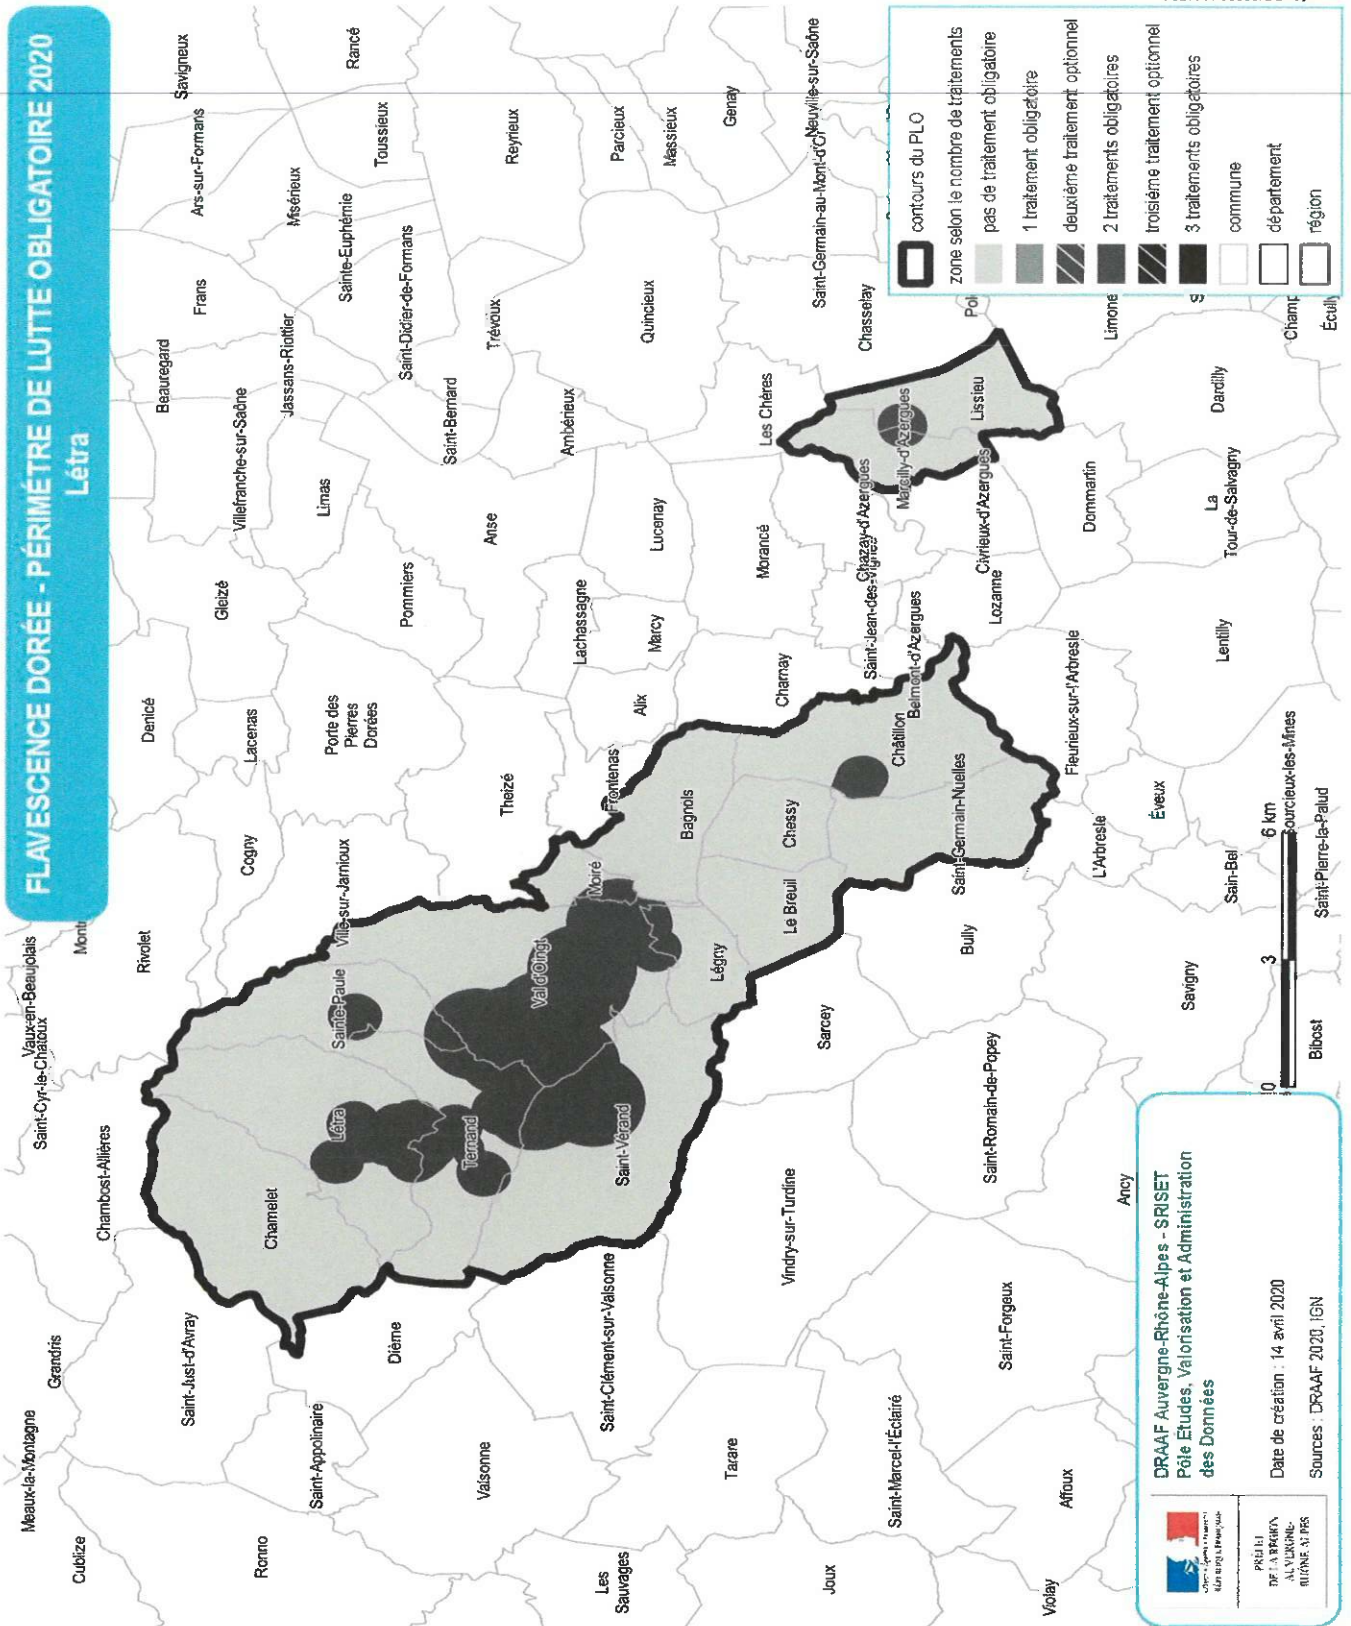 FLAVESCENCE DORÉE - PÉRIMÈTRE DE LUTTE OBLIGATOIRE 2020
Létra
Meaux-la-Montagne
Grandris
Saint-Cyr-le-Chatoux
Vaux-en-Beaujolais
Cublize
Chambost-Allières
Rivolet
Denicé
Beauregard
Frans
Ars-sur-Formans
Savigneux
Saint-Just-d'Avray
Cogny
Lacenas
Gleizé
Villefranche-sur-Saône
Jassans-Riottier
Misérieux
Rancé
Ronno
Saint-Appolinaire
Chamelet
Létra
Sainte-Paule
Ville-sur-Jarnioux
Porte des
Pierres
Dorées
Limas
Sainte-Euphémie
Toussieux
Dième
Pommiers
Saint-Bernard
Saint-Didier-de-Formans
Valsonne
Ternand
Val d'Oingt
Theizé
Anse
Trévoux
Reyrieux
Les
Sauvages
Saint-Clément-sur-Valsonne
Saint-Vérand
Moiré
Frontenas
Alix
Lachassagne
Marcy
Ambérieux
Lucenay
Quincieux
Parcieux
Massieux
Tarare
Légny
Bagnols
Genay
Joux
Vindry-sur-Turdine
Sarcey
Le Breuil
Chessy
Charnay
Morancé
Les Chères
Saint-Germain-au-Mont-d'Or
Neuville-sur-Saône
Saint-Marcel-l'Éclairé
Châtillon
Belmont-d'Azergues
Saint-Jean-des-Vignes
Chazay-d'Azergues
Marcilly-d'Azergues
Chasselay
Saint-Forgeux
Saint-Romain-de-Popey
Bully
Saint-Germain-Nuelles
Lozanne
Civrieux-d'Azergues
Lissieu
Violay
Affoux
Ancy
L'Arbresle
Fleurieux-sur-l'Arbresle
Dommartin
Limone
Savigny
Éveux
Sain-Bel
Lentilly
La
Tour-de-Salvagny
Dardilly
Bibost
Saint-Pierre-la-Palud
Sourcieux-les-Mines
Champ
Écully
0 3 6 km
contours du PLO
zone selon le nombre de traitements
pas de traitement obligatoire
1 traitement obligatoire
deuxième traitement optionnel
2 traitements obligatoires
troisième traitement optionnel
3 traitements obligatoires
commune
département
région
PRÉFET
DE LA RÉGION
AUVERGNE-
RHÔNE-ALPES
DRAAF Auvergne-Rhône-Alpes - SRISET
Pôle Études, Valorisation et Administration
des Données
Date de création : 14 avril 2020
Sources : DRAAF 2020, IGN